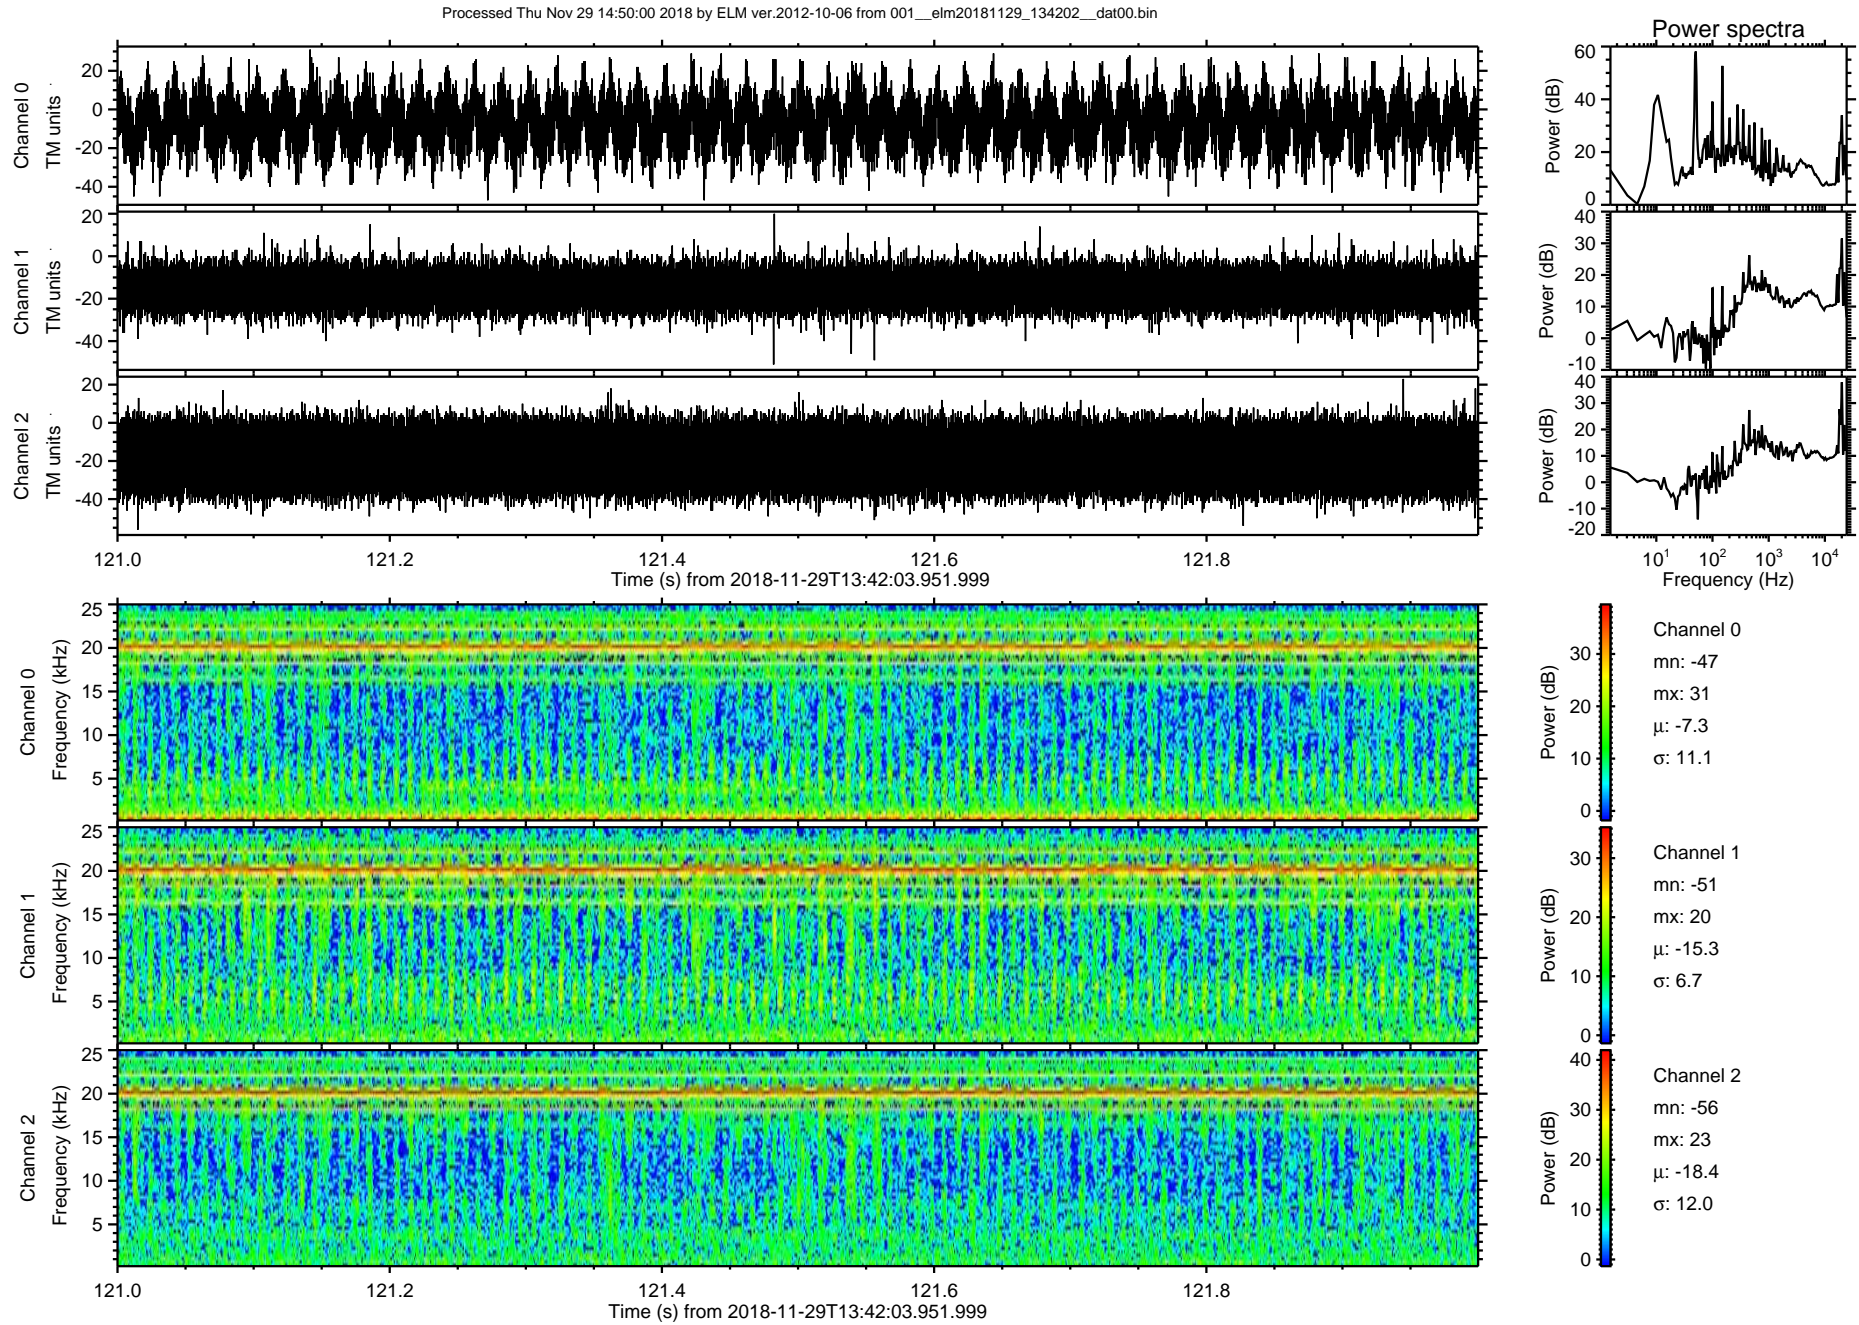 Processed Thu Nov 29 14:50:00 2018 by ELM ver.2012-10-06 from 001__elm20181129_134202__dat00.bin
Power spectra
Channel 0
TM units
20
0
-20
-40
Power (dB)
60
40
20
0
Channel 1
TM units
20
0
-20
-40
Power (dB)
40
30
20
10
0
-10
Channel 2
TM units
20
0
-20
-40
Power (dB)
40
30
20
10
0
-10
-20
121.0 121.2 121.4 121.6 121.8
Time (s) from 2018-11-29T13:42:03.951.999
10¹ 10² 10³ 10⁴
Frequency (Hz)
Channel 0
Frequency (kHz)
25
20
15
10
5
Power (dB)
30
20
10
0
Channel 0
mn: -47
mx: 31
μ: -7.3
σ: 11.1
Channel 1
Frequency (kHz)
25
20
15
10
5
Power (dB)
30
20
10
0
Channel 1
mn: -51
mx: 20
μ: -15.3
σ: 6.7
Channel 2
Frequency (kHz)
25
20
15
10
5
Power (dB)
40
30
20
10
0
Channel 2
mn: -56
mx: 23
μ: -18.4
σ: 12.0
121.0 121.2 121.4 121.6 121.8
Time (s) from 2018-11-29T13:42:03.951.999